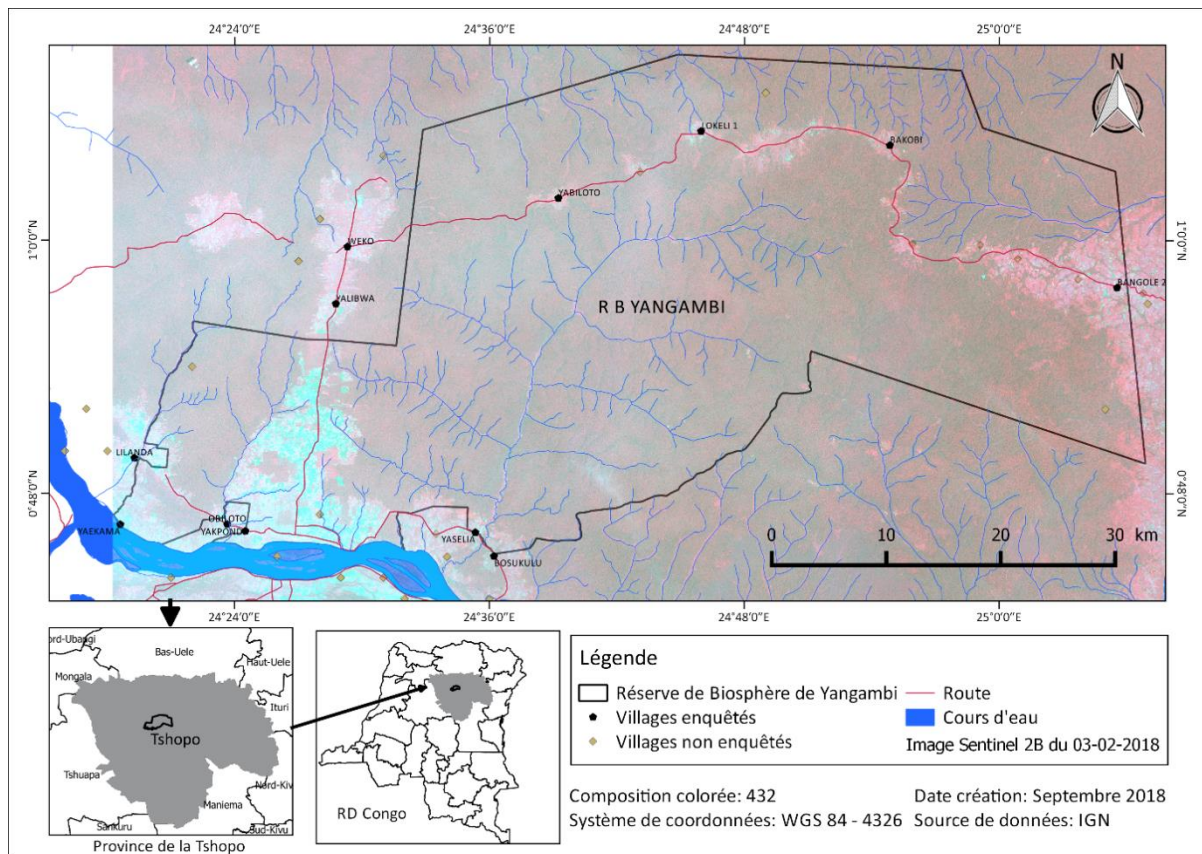 24°24'0"E
24°36'0"E
24°48'0"E
25°0'0"E
N
LOKELI 1
BAKOBI
YABILOTO
1°0'0"N
WEKO
1°0'0"N
YALIBWA
BANGOLE 2
R B YANGAMBI
LILANDA
0°48'0"N
0°48'0"N
YAEKAMA
YAKPONDI
YASELIA
BOSUKULU
0 10 20 30 km
24°24'0"E
24°36'0"E
24°48'0"E
25°0'0"E
ord-Ubangi
Bas-Uele
Haut-Uele
Mongala
Ituri
Tshopo
Tshuapa
Nord-Kiv
Maniema
Sankuru
Sud-Kivu
Province de la Tshopo
RD Congo
Légende
Réserve de Biosphère de Yangambi
Route
Villages enquêtés
Cours d'eau
Villages non enquêtés
Image Sentinel 2B du 03-02-2018
Composition colorée: 432
Date création: Septembre 2018
Système de coordonnées: WGS 84 - 4326
Source de données: IGN